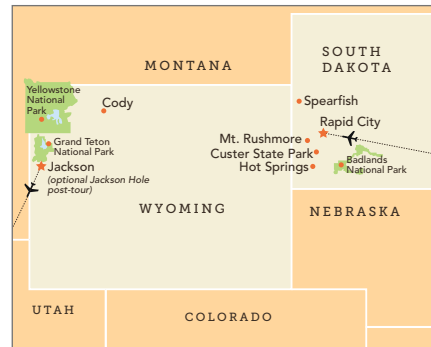 SOUTH
DAKOTA
MONTANA
Yellowstone
National
Park
Cody
Spearfish
Rapid City
Mt. Rushmore
Custer State Park
Hot Springs
Badlands
National Park
Grand Teton
National Park
Jackson
(optional Jackson Hole
post-tour)
WYOMING
NEBRASKA
UTAH
COLORADO